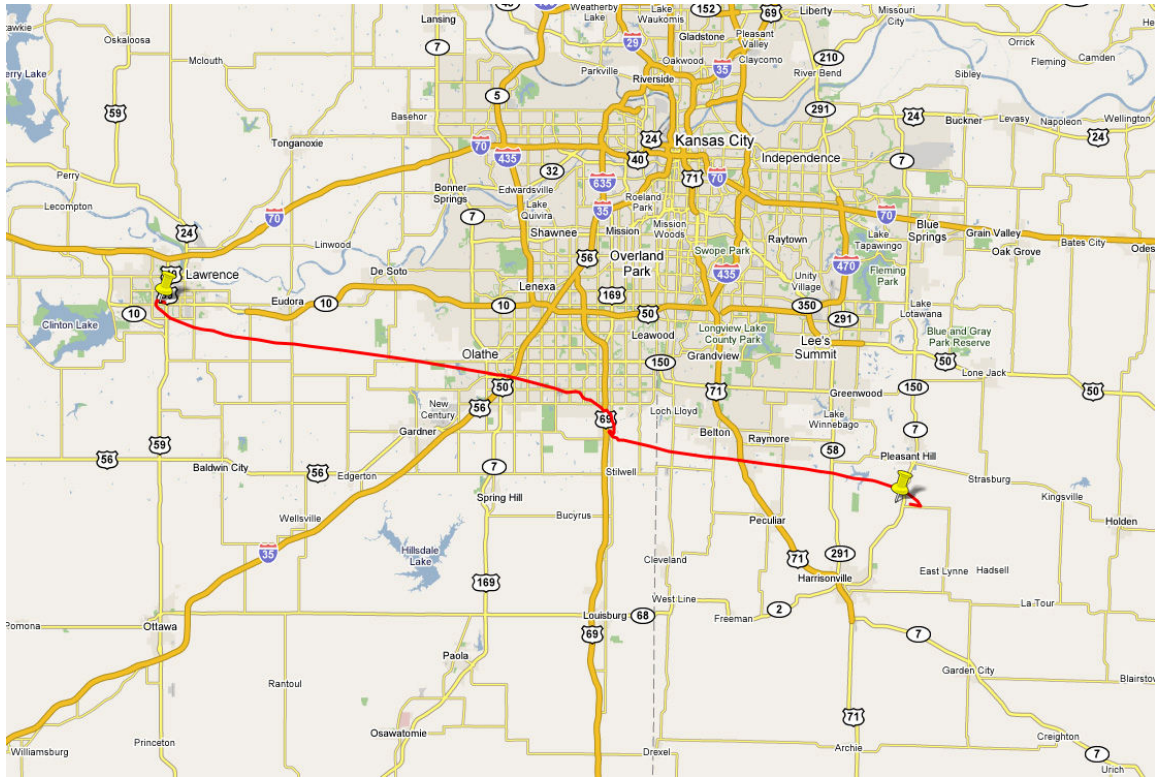 Lansing
Weatherby
Lake
Lake
Waukomis
152
69
Liberty
Missouri
City
Oskaloosa
Mclouth
7
29
Gladstone
Pleasant
Valley
Orrick
Parkville
Oakwood
35
Claycomo
210
Fleming
Camden
erry Lake
Riverside
River Bend
Sibley
59
5
Basehor
291
24
Buckner
Levasy
Napoleon
Wellington
Tonganoxie
70
435
24
Kansas City
24
32
40
Independence
7
Perry
Bonner
Springs
Edwardsville
635
71
70
Lecompton
Lake
Quivira
Roeland
Park
70
7
35
70
Blue
Springs
Grain Valley
24
Linwood
Shawnee
Mission
Mission
Woods
Raytown
Lake
Tapawingo
Bates City
Odes
56
Swope Park
Oak Grove
Lawrence
De Soto
Overland
Park
435
Unity
Village
470
Fleming
Park
Lenexa
169
Eudora
10
10
350
Lake
Lotawana
10
50
291
Clinton Lake
Leawood
Longview Lake
County Park
Lee's
Summit
Blue and Gray
Park Reserve
Olathe
150
Grandview
50
Lone Jack
50
71
Greenwood
150
50
56
New
Century
Loch Lloyd
Lake
Winnebago
59
Gardner
69
Belton
Raymore
7
56
Baldwin City
56
Edgerton
7
Stilwell
58
Pleasant Hill
Strasburg
Spring Hill
Kingsville
Wellsville
Bucyrus
Peculiar
Holden
35
Hillsdale
Lake
Cleveland
71
291
East Lynne
Hadsell
169
Harrisonville
Louisburg
68
West Line
Freeman
2
La Tour
Pomona
Ottawa
69
7
Paola
Garden City
Rantoul
Blairstow
Osawatomie
71
Creighton
Williamsburg
Princeton
Drexel
Archie
7
Urich